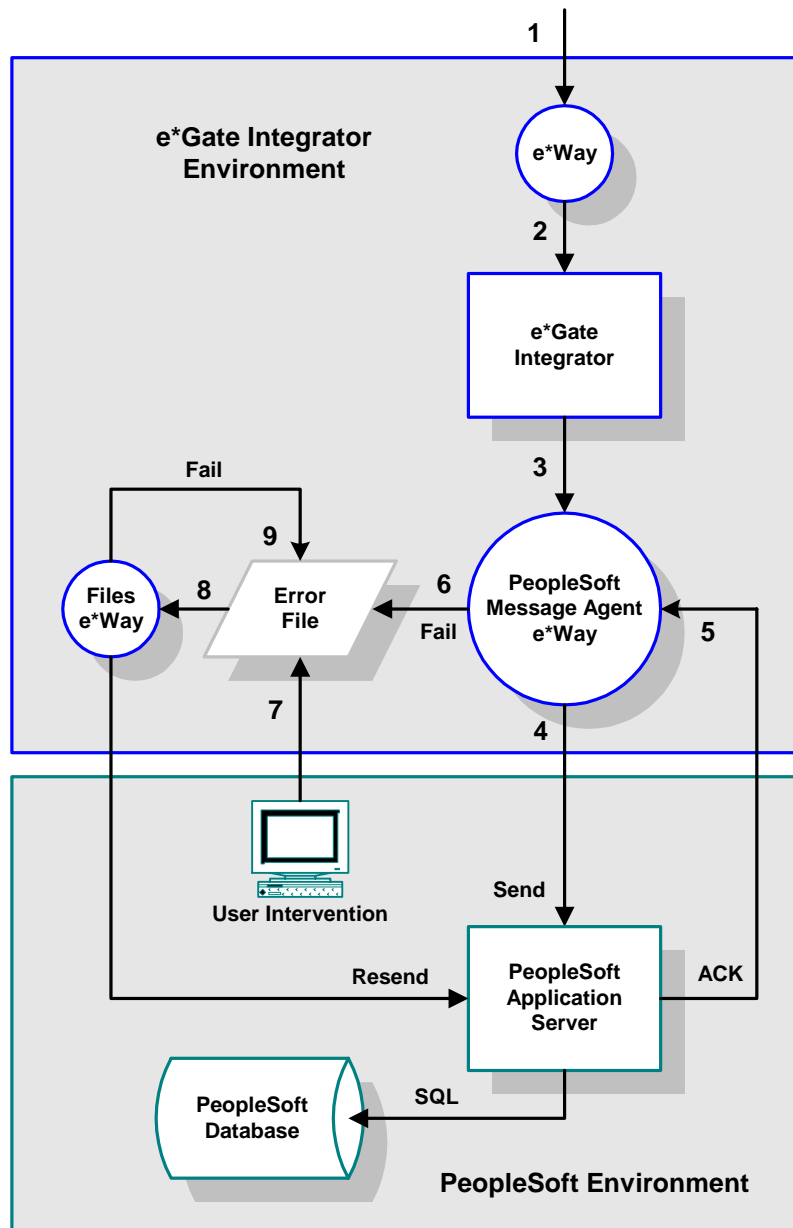 1
e*Gate Integrator
Environment
e*Way
2
e*Gate
Integrator
3
Fail
9
PeopleSoft
Message Agent
e*Way
Files
e*Way
8
Error
File
6
Fail
5
7
4
User Intervention
Send
Resend
PeopleSoft
Application
Server
ACK
PeopleSoft
Database
SQL
PeopleSoft Environment